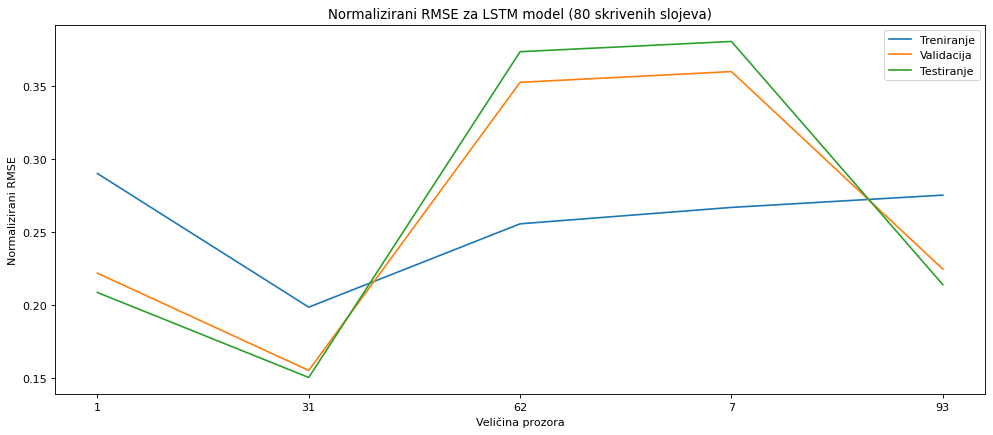 Normalizirani RMSE za LSTM model (80 skrivenih slojeva)
Treniranje
Validacija
Testiranje
Normalizirani RMSE
0.35
0.30
0.25
0.20
0.15
1 31 62 7 93
Veličina prozora